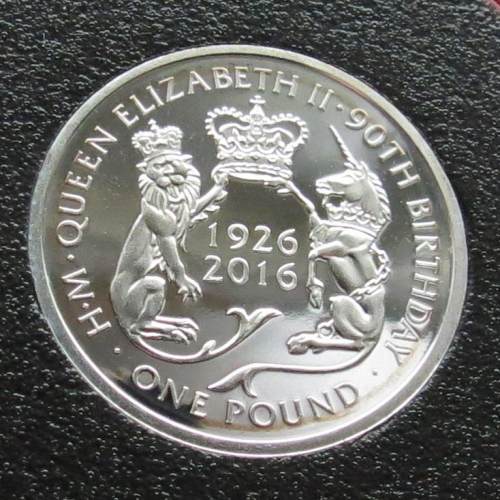 H·M·QUEEN ELIZABETH II·90TH BIRTHDAY
1926
2016
·ONE POUND·